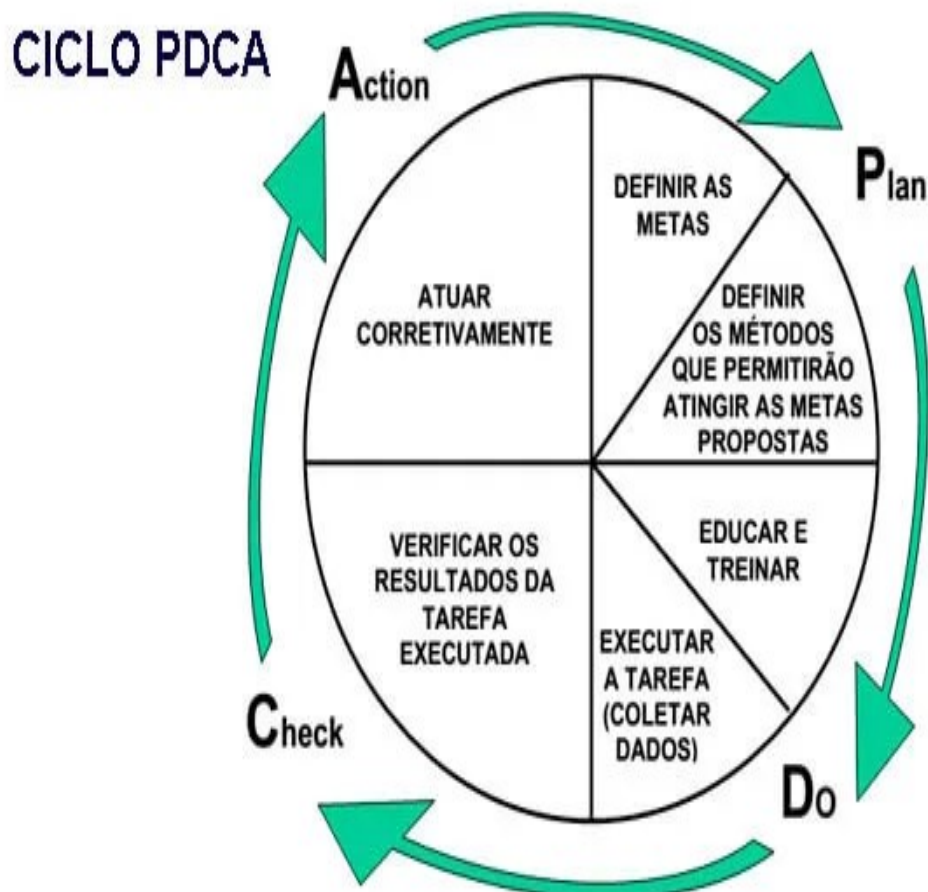 CICLO PDCA
Action
Plan
DEFINIR AS
METAS
DEFINIR
OS MÉTODOS
QUE PERMITIRÃO
ATINGIR AS METAS
PROPOSTAS
EDUCAR E
TREINAR
EXECUTAR
A TAREFA
(COLETAR
DADOS)
Do
VERIFICAR OS
RESULTADOS DA
TAREFA
EXECUTADA
Check
ATUAR
CORRETIVAMENTE